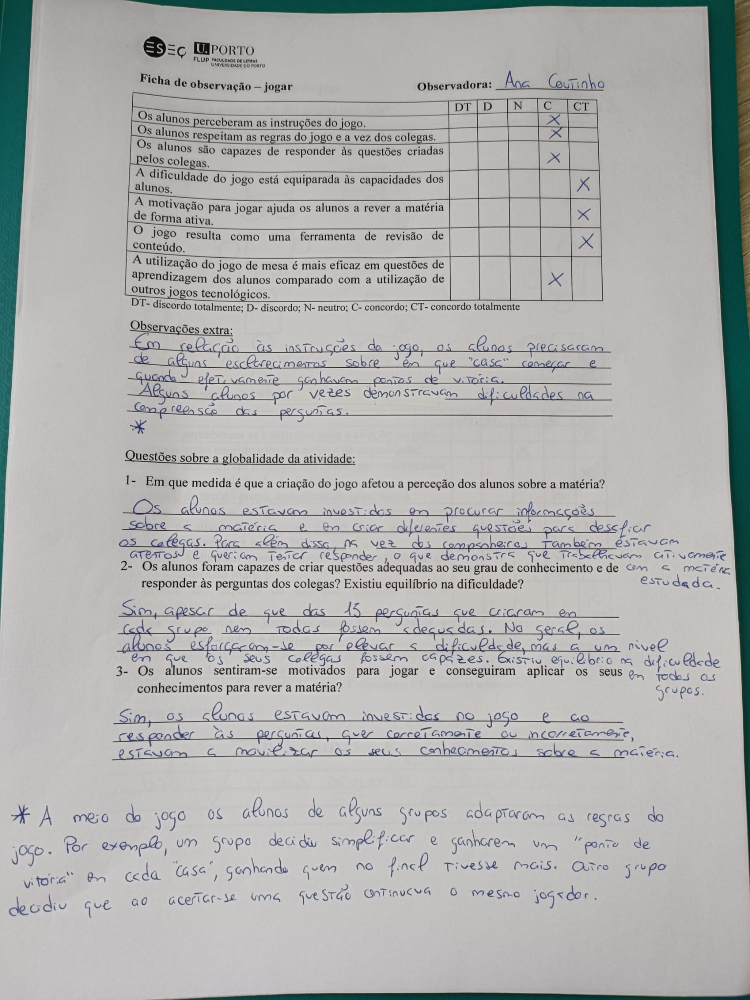 ESEÇ U.PORTO
FLUP FACULDADE DE LETRAS
UNIVERSIDADE DO PORTO
Ficha de observação – jogar Observadora: Ana Coutinho
DT D N C CT
Os alunos perceberam as instruções do jogo. X
Os alunos respeitam as regras do jogo e a vez dos colegas. X
Os alunos são capazes de responder às questões criadas
pelos colegas. X
A dificuldade do jogo está equiparada às capacidades dos
alunos. X
A motivação para jogar ajuda os alunos a rever a matéria
de forma ativa. X
O jogo resulta como uma ferramenta de revisão de
conteúdo. X
A utilização do jogo de mesa é mais eficaz em questões de
aprendizagem dos alunos comparado com a utilização de X
outros jogos tecnológicos.
DT- discordo totalmente; D- discordo; N- neutro; C- concordo; CT- concordo totalmente
Observações extra:
Em relação às instruções do jogo, os alunos precisaram
de alguns esclarecimentos sobre em que "casa" começar e
quando efetivamente ganhavam pontos de vitória.
Alguns alunos por vezes demonstravam dificuldades na
compreensão das perguntas.
*
Questões sobre a globalidade da atividade:
1- Em que medida é que a criação do jogo afetou a perceção dos alunos sobre a matéria?
Os alunos estavam investidos em procurar informações
sobre a matéria e em criar diferentes questões para desafiar
os colegas. Para além disso, na vez dos companheiros também estavam
atentos e queriam tentar responder, o que demonstra que trabalhavam ativamente
com a matéria
estudada.
2- Os alunos foram capazes de criar questões adequadas ao seu grau de conhecimento e de
responder às perguntas dos colegas? Existiu equilíbrio na dificuldade?
Sim, apesar de que das 15 perguntas que criaram em
cada grupo nem todas fossem adequadas. No geral, os
alunos esforçaram-se por elevar a dificuldade, mas a um nivel
em que os seus colegas fossem capázes. Existiu equilibrio na dificuldade
em todos os
grupos.
3- Os alunos sentiram-se motivados para jogar e conseguiram aplicar os seus
conhecimentos para rever a matéria?
Sim, os alunos estavam investidos no jogo e ao
responder às perguntas, quer corretamente ou incorretamente,
estavam a movilizar os seus conhecimentos sobre a matéria.
* A meio do jogo os alunos de alguns grupos adaptaram as regras do
jogo. Por exemplo, um grupo decidiu simplificar e ganharem um "ponto de
vitória" em cada "casa", ganhando quem no final tivesse mais. Outro grupo
decidiu que ao acertar-se uma questão continuava o mesmo jogador.